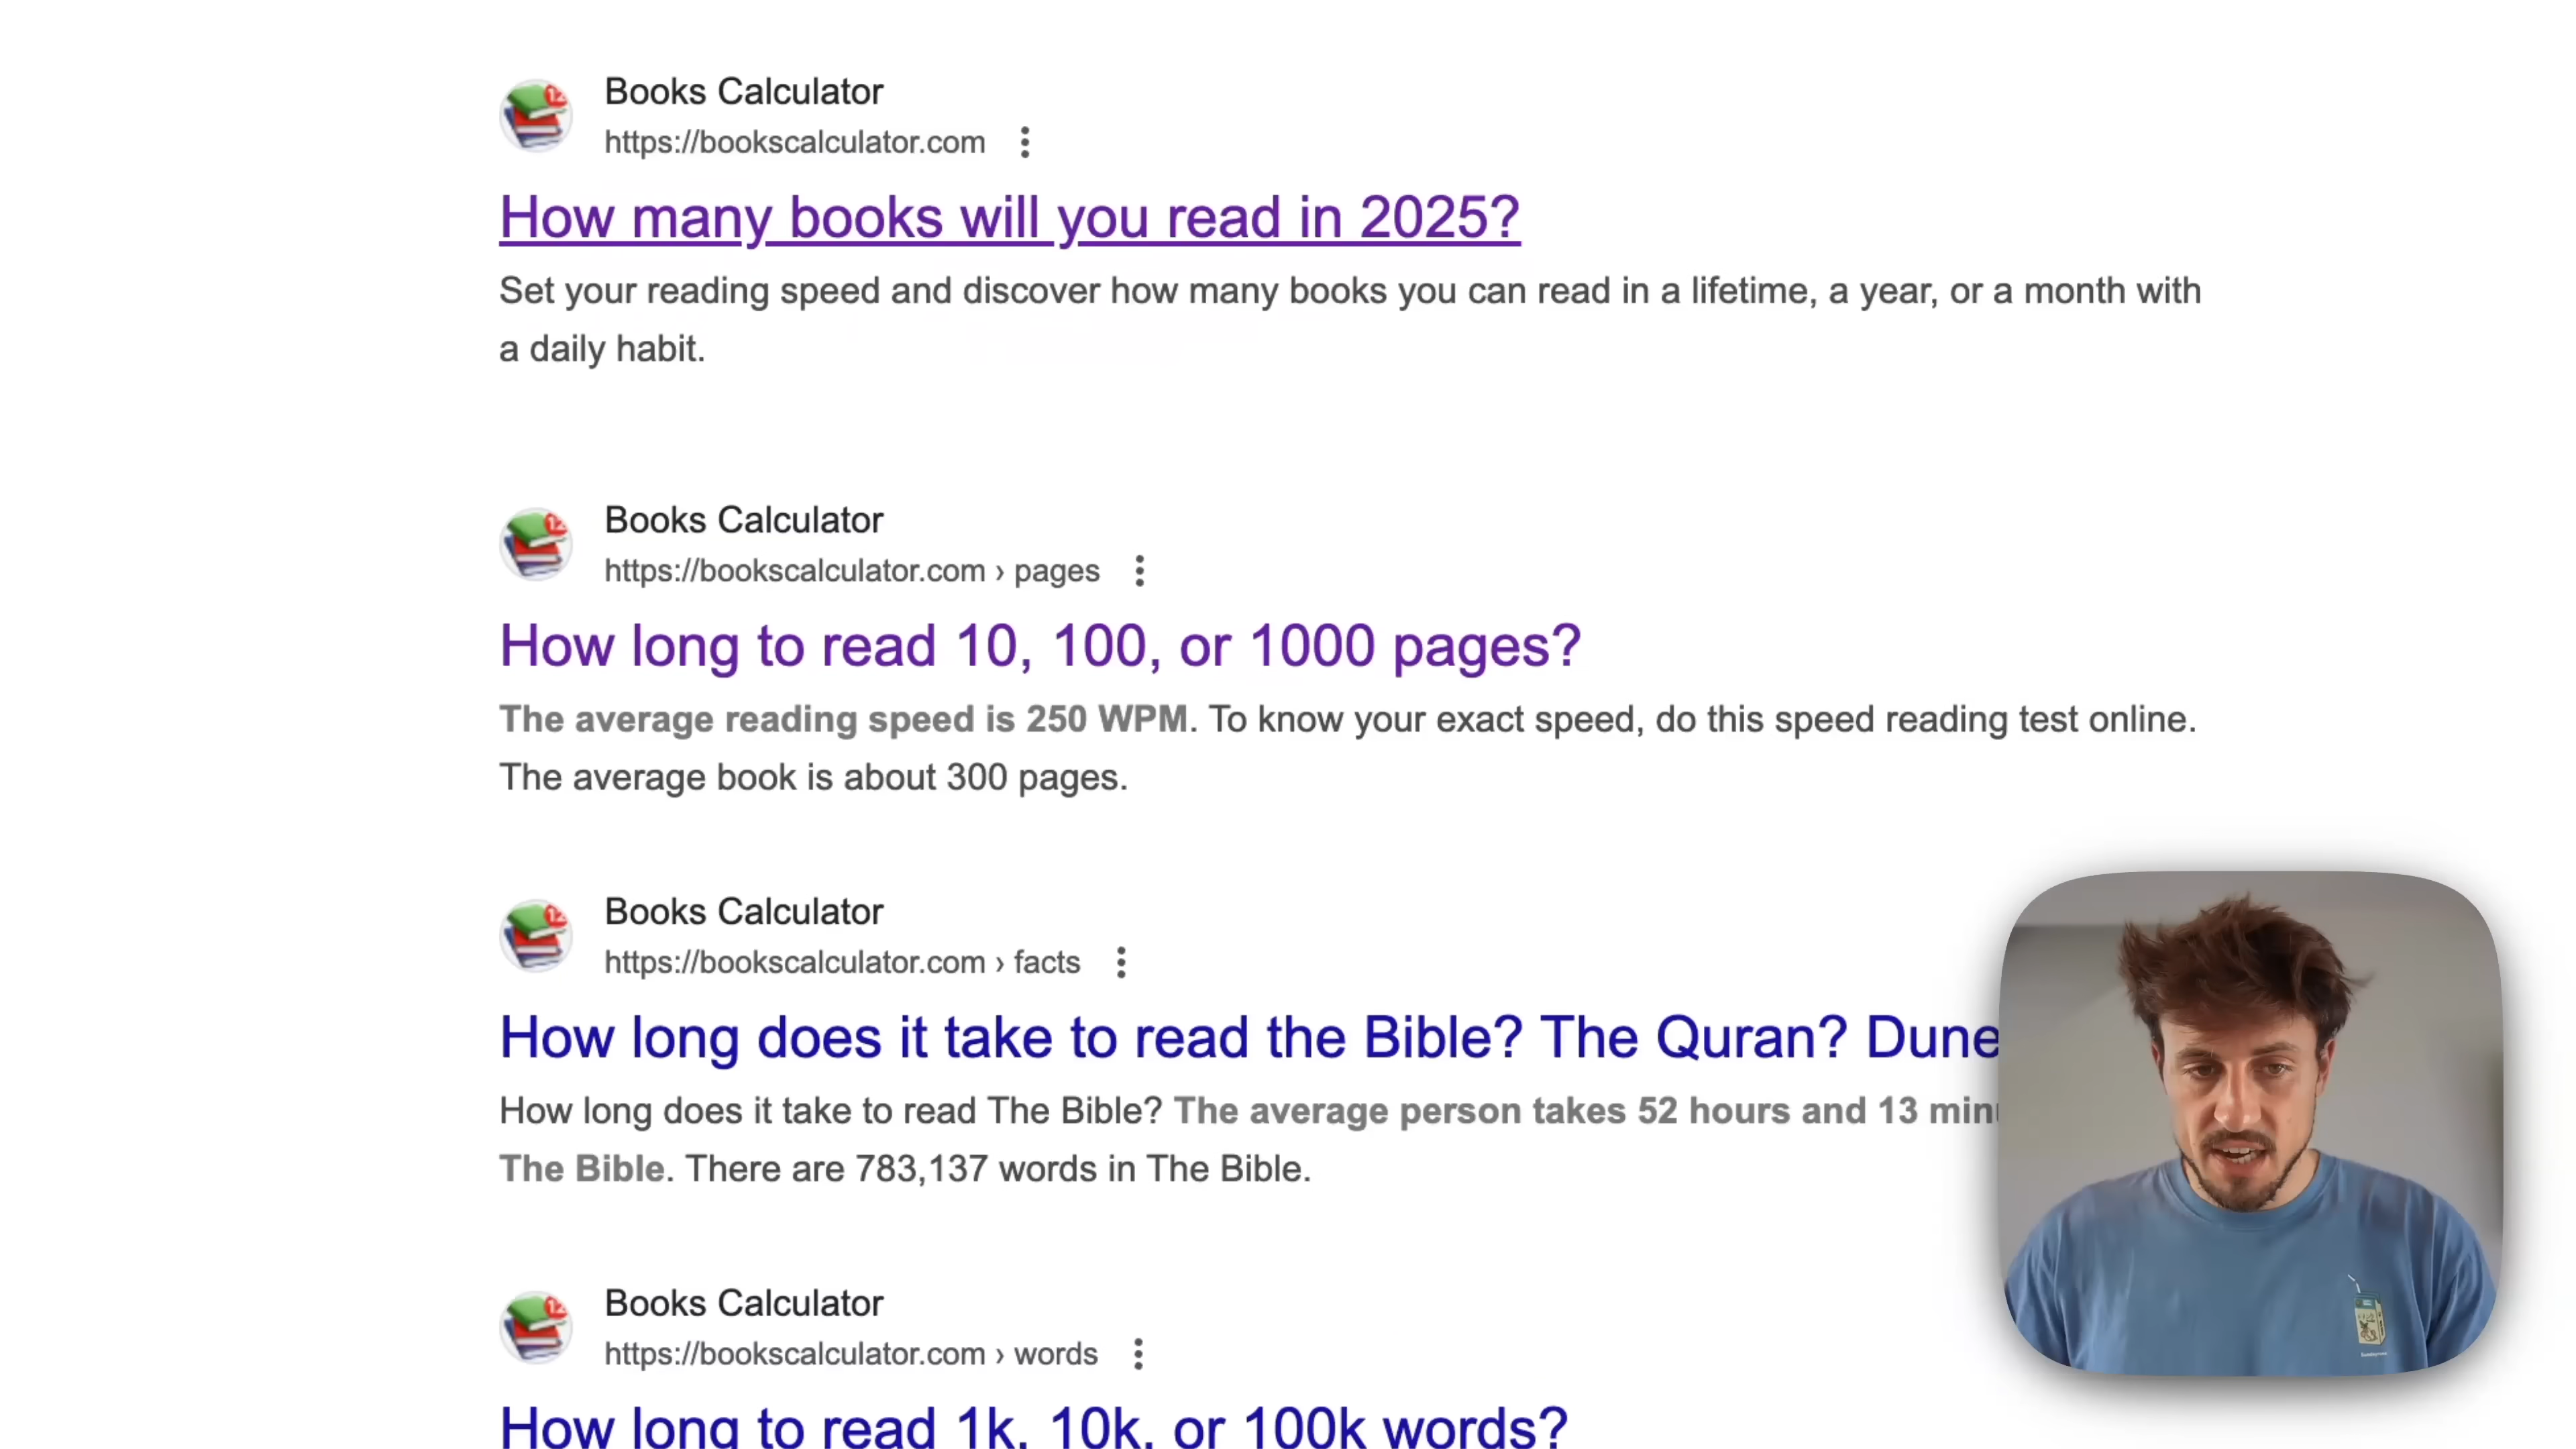 Books Calculator
https://bookscalculator.com
How many books will you read in 2025?
Set your reading speed and discover how many books you can read in a lifetime, a year, or a month with
a daily habit.
Books Calculator
https://bookscalculator.com › pages
How long to read 10, 100, or 1000 pages?
The average reading speed is 250 WPM. To know your exact speed, do this speed reading test online.
The average book is about 300 pages.
Books Calculator
https://bookscalculator.com › facts
How long does it take to read the Bible? The Quran? Dune
How long does it take to read The Bible? The average person takes 52 hours and 13
The Bible. There are 783,137 words in The Bible.
Books Calculator
https://bookscalculator.com › words
How long to read 1k, 10k, or 100k words?